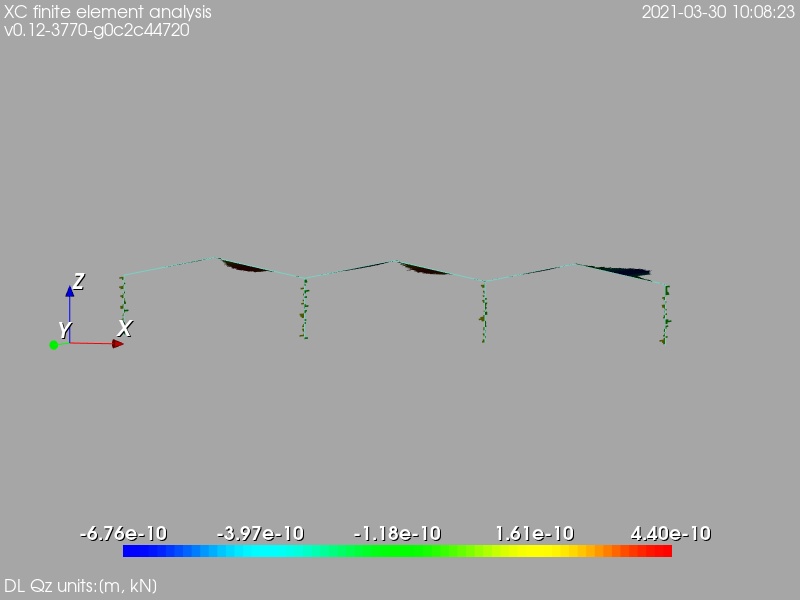 XC finite element analysis
v0.12-3770-g0c2c44720
2021-03-30 10:08:23
Z
Y
X
-6.76e-10 -3.97e-10 -1.18e-10 1.61e-10 4.40e-10
DL Qz units:[m, kN]